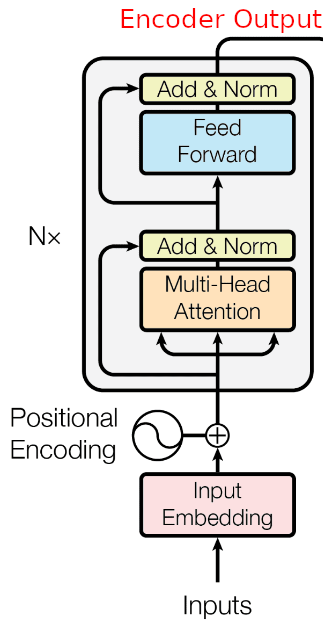 Encoder Output
Add & Norm
Feed
Forward
N×
Add & Norm
Multi-Head
Attention
Positional
Encoding
Input
Embedding
Inputs